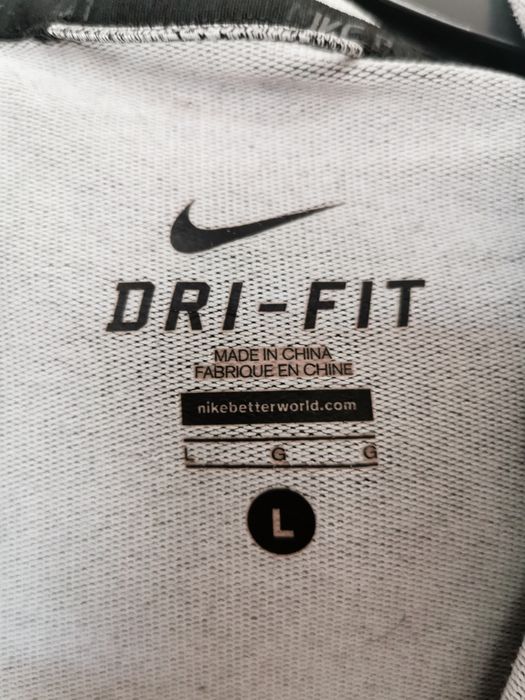 DRI-FIT
MADE IN CHINA
FABRIQUE EN CHINE
nikebetterworld.com
L G G
L